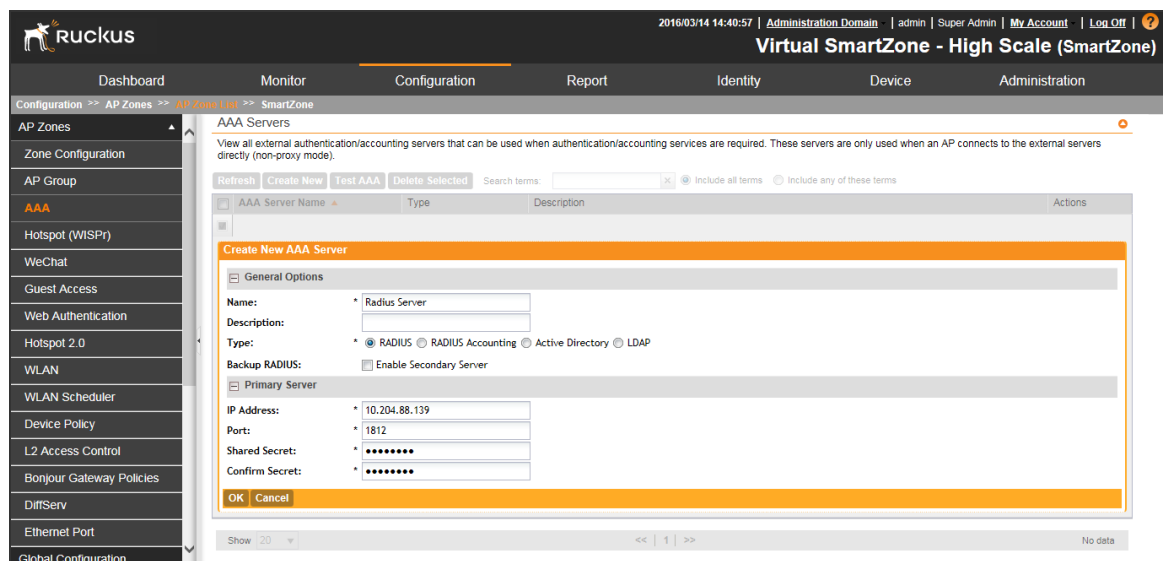 Ruckus
2016/03/14 14:40:57 | Administration Domain | admin | Super Admin | My Account | Log Off | ?
Virtual SmartZone - High Scale (SmartZone)
Dashboard Monitor Configuration Report Identity Device Administration
Configuration >> AP Zones >> AP Zone List >> SmartZone
AP Zones
Zone Configuration
AP Group
AAA
Hotspot (WISPr)
WeChat
Guest Access
Web Authentication
Hotspot 2.0
WLAN
WLAN Scheduler
Device Policy
L2 Access Control
Bonjour Gateway Policies
DiffServ
Ethernet Port
Global Configuration
AAA Servers
View all external authentication/accounting servers that can be used when authentication/accounting services are required. These servers are only used when an AP connects to the external servers
directly (non-proxy mode).
Refresh Create New Test AAA Delete Selected Search terms: x Include all terms Include any of these terms
AAA Server Name Type Description Actions
Create New AAA Server
General Options
Name: * Radius Server
Description:
Type: * RADIUS RADIUS Accounting Active Directory LDAP
Backup RADIUS: Enable Secondary Server
Primary Server
IP Address: * 10.204.88.139
Port: * 1812
Shared Secret: * ••••••••
Confirm Secret: * ••••••••
OK Cancel
Show 20 << | 1 | >> No data